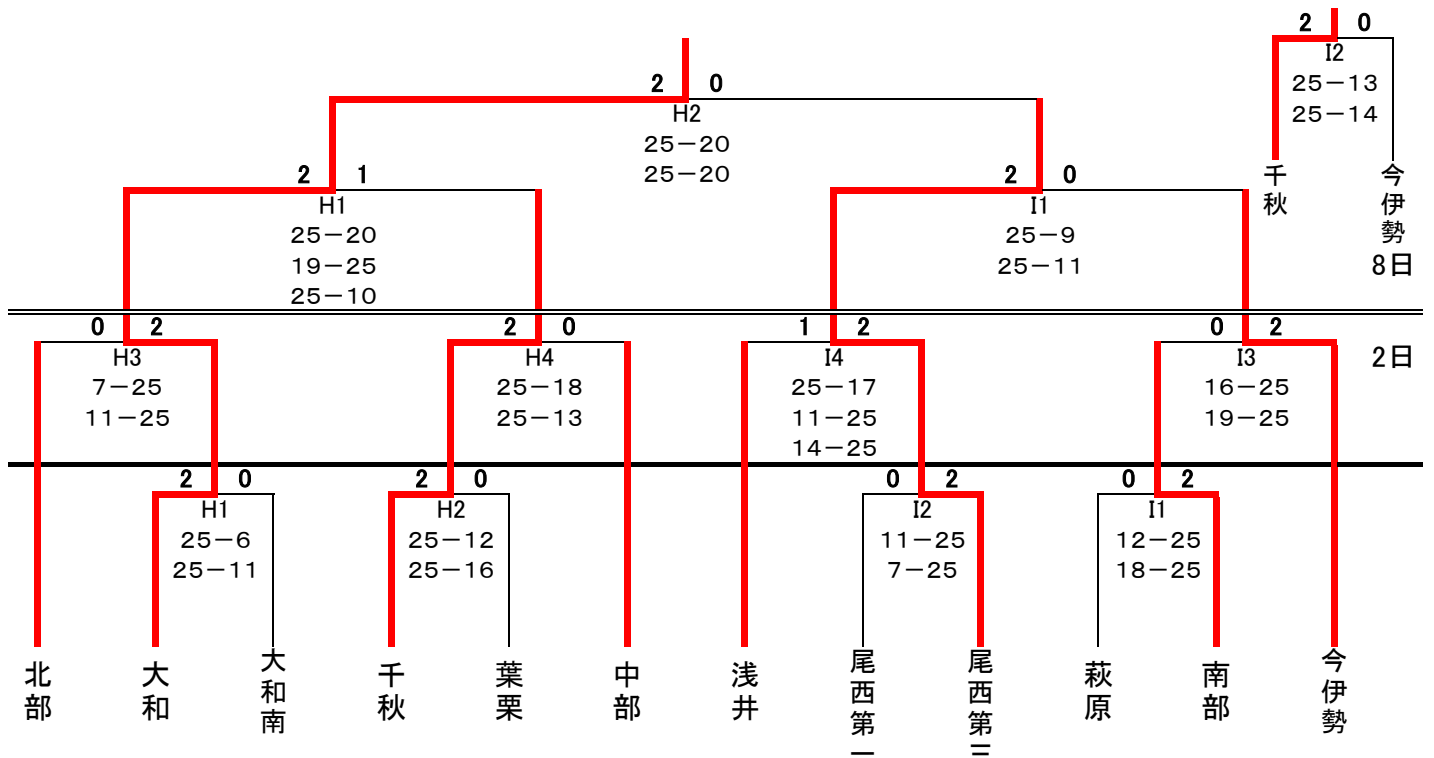 2 0
I2
25－13
25－14
千秋
今伊勢
2 0
H2
25－20
25－20
2 1
H1
25－20
19－25
25－10
2 0
I1
25－9
25－11
8日
0 2
H3
7－25
11－25
2 0
H4
25－18
25－13
1 2
I4
25－17
11－25
14－25
0 2
I3
16－25
19－25
2日
2 0
H1
25－6
25－11
2 0
H2
25－12
25－16
0 2
I2
11－25
7－25
0 2
I1
12－25
18－25
北部
大和
大和南
千秋
葉栗
中部
浅井
尾西第一
尾西第三
萩原
南部
今伊勢